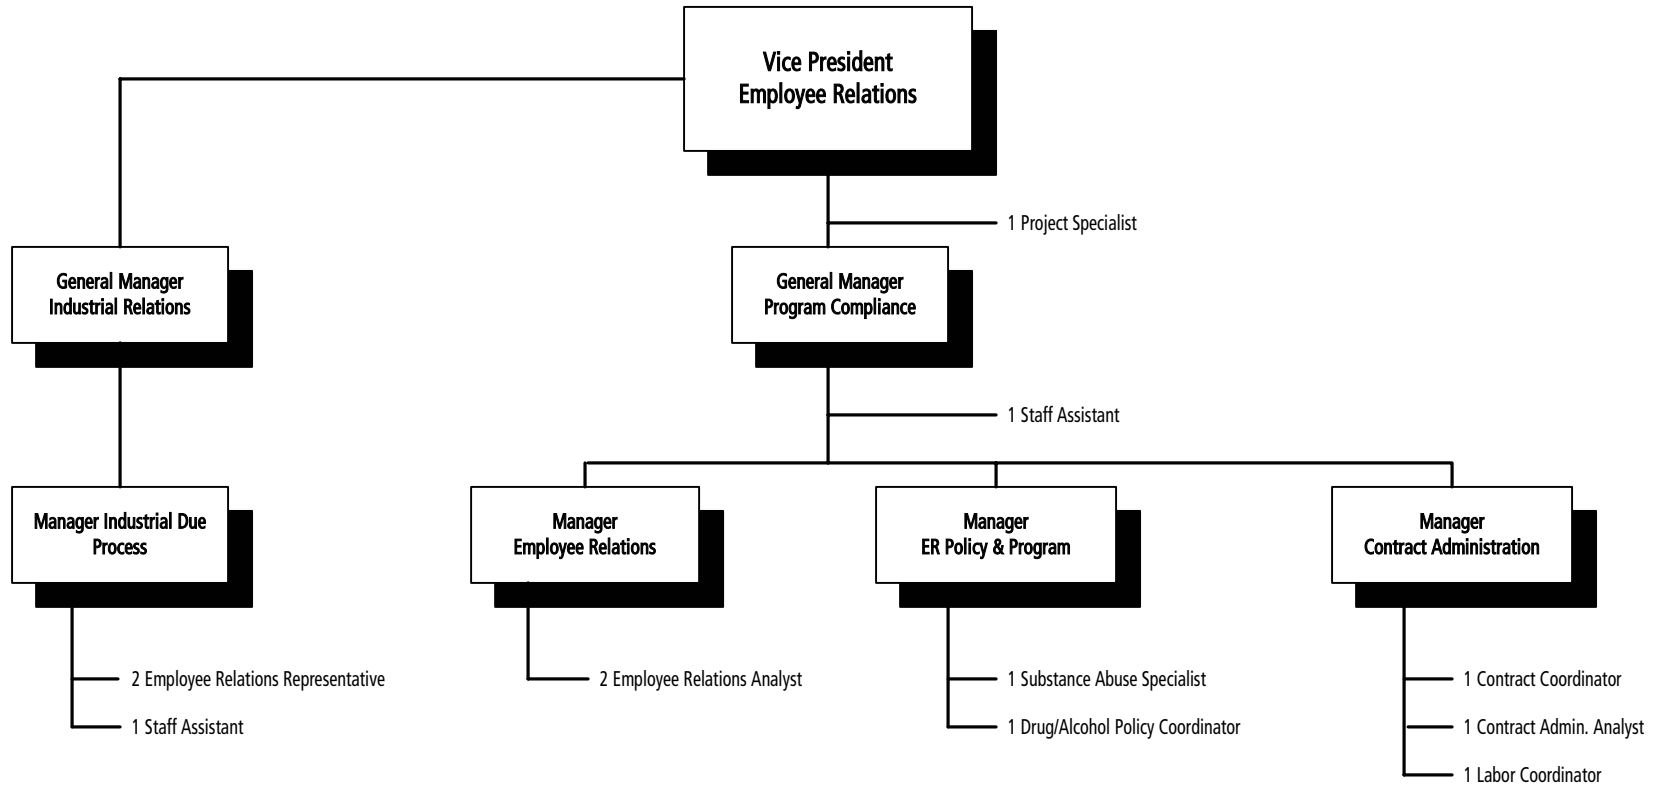 Vice President
Employee Relations
1 Project Specialist
General Manager
Industrial Relations
General Manager
Program Compliance
1 Staff Assistant
Manager Industrial Due
Process
Manager
Employee Relations
Manager
ER Policy & Program
Manager
Contract Administration
2 Employee Relations Representative
1 Staff Assistant
2 Employee Relations Analyst
1 Substance Abuse Specialist
1 Drug/Alcohol Policy Coordinator
1 Contract Coordinator
1 Contract Admin. Analyst
1 Labor Coordinator